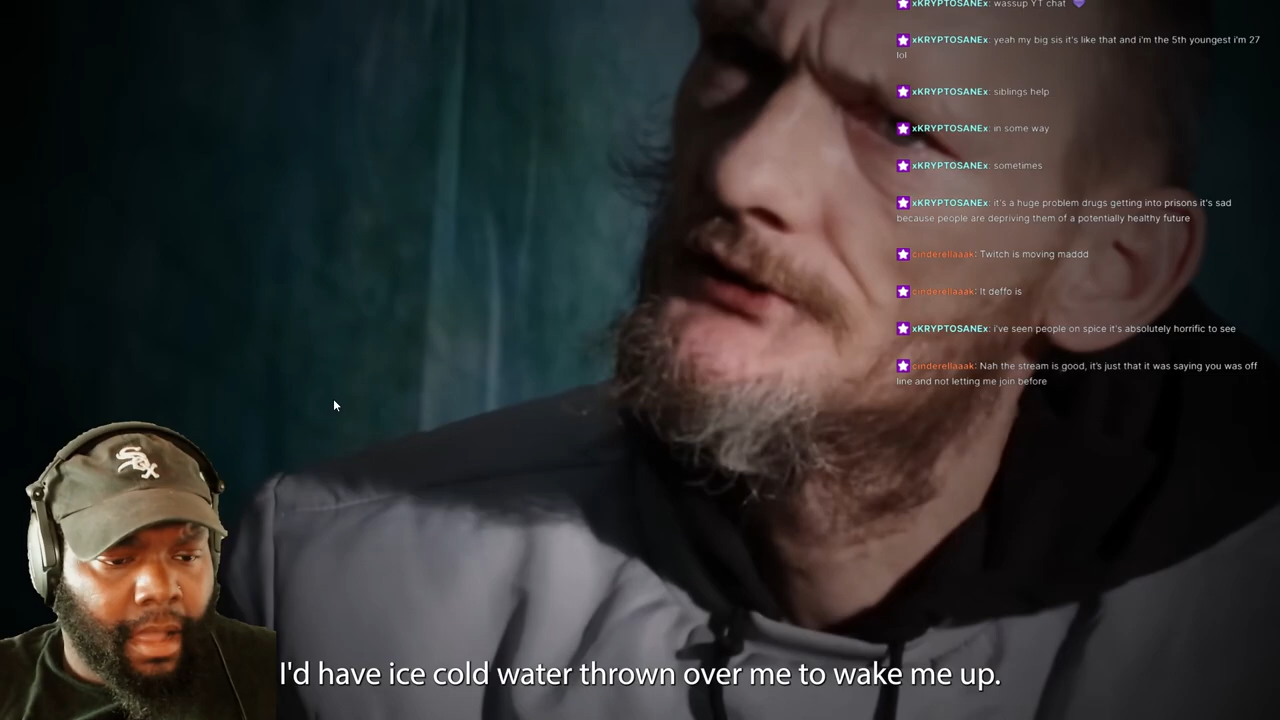 xKRYPTOSANEx: wassup YT chat 💜
xKRYPTOSANEx: yeah my big sis it's like that and i'm the 5th youngest i'm 27
lol
xKRYPTOSANEx: siblings help
xKRYPTOSANEx: in some way
xKRYPTOSANEx: sometimes
xKRYPTOSANEx: it's a huge problem drugs getting into prisons it's sad
because people are depriving them of a potentially healthy future
cinderellaaak: Twitch is moving maddd
cinderellaaak: It deffo is
xKRYPTOSANEx: i've seen people on spice it's absolutely horrific to see
cinderellaaak: Nah the stream is good, it's just that it was saying you was off
line and not letting me join before
SOX
I'd have ice cold water thrown over me to wake me up.